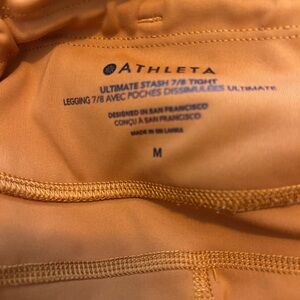 ATHLETA
ULTIMATE STASH 7/8 TIGHT
LEGGING 7/8 AVEC POCHES DISSIMULÉES ULTIMATE
DESIGNED IN SAN FRANCISCO
CONÇU À SAN FRANCISCO
MADE IN SRI LANKA
M